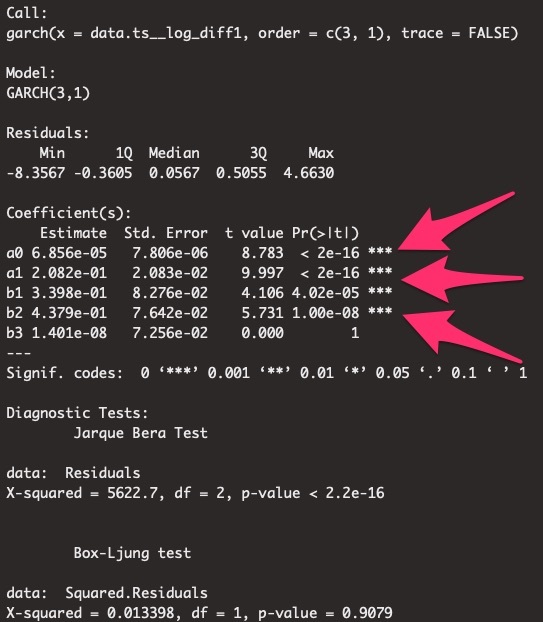 Call:
garch(x = data.ts__log_diff1, order = c(3, 1), trace = FALSE)
Model:
GARCH(3,1)
Residuals:
Min 1Q Median 3Q Max
-8.3567 -0.3605 0.0567 0.5055 4.6630
Coefficient(s):
Estimate Std. Error t value Pr(>|t|)
a0 6.856e-05 7.806e-06 8.783 < 2e-16 ***
a1 2.082e-01 2.083e-02 9.997 < 2e-16 ***
b1 3.398e-01 8.276e-02 4.106 4.02e-05 ***
b2 4.379e-01 7.642e-02 5.731 1.00e-08 ***
b3 1.401e-08 7.256e-02 0.000 1
---
Signif. codes: 0 ‘***’ 0.001 ‘**’ 0.01 ‘*’ 0.05 ‘.’ 0.1 ‘ ’ 1
Diagnostic Tests:
Jarque Bera Test
data: Residuals
X-squared = 5622.7, df = 2, p-value < 2.2e-16
Box-Ljung test
data: Squared.Residuals
X-squared = 0.013398, df = 1, p-value = 0.9079